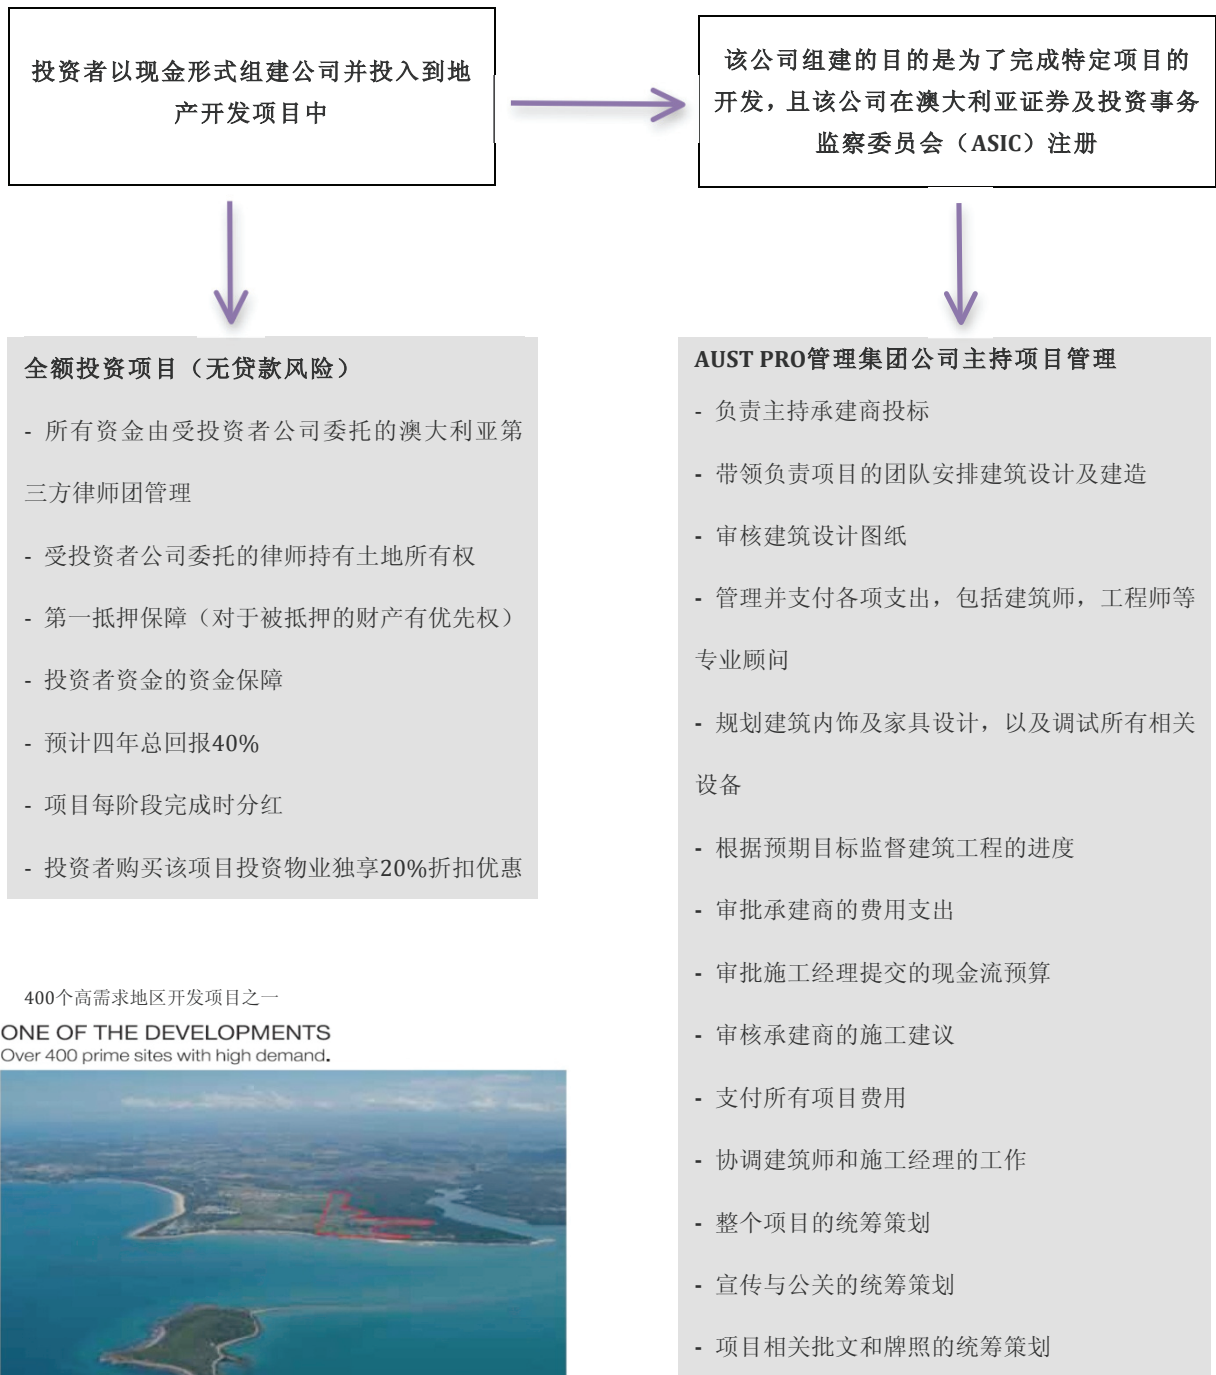 投资者以现金形式组建公司并投入到地
产开发项目中
该公司组建的目的是为了完成特定项目的
开发，且该公司在澳大利亚证券及投资事务
监察委员会（ASIC）注册
全额投资项目（无贷款风险）
- 所有资金由受投资者公司委托的澳大利亚第
三方律师团管理
- 受投资者公司委托的律师持有土地所有权
- 第一抵押保障（对于被抵押的财产有优先权）
- 投资者资金的资金保障
- 预计四年总回报40%
- 项目每阶段完成时分红
- 投资者购买该项目投资物业独享20%折扣优惠
400个高需求地区开发项目之一
ONE OF THE DEVELOPMENTS
Over 400 prime sites with high demand.
AUST PRO管理集团公司主持项目管理
- 负责主持承建商投标
- 带领负责项目的团队安排建筑设计及建造
- 审核建筑设计图纸
- 管理并支付各项支出，包括建筑师，工程师等
专业顾问
- 规划建筑内饰及家具设计，以及调试所有相关
设备
- 根据预期目标监督建筑工程的进度
- 审批承建商的费用支出
- 审批施工经理提交的现金流预算
- 审核承建商的施工建议
- 支付所有项目费用
- 协调建筑师和施工经理的工作
- 整个项目的统筹策划
- 宣传与公关的统筹策划
- 项目相关批文和牌照的统筹策划